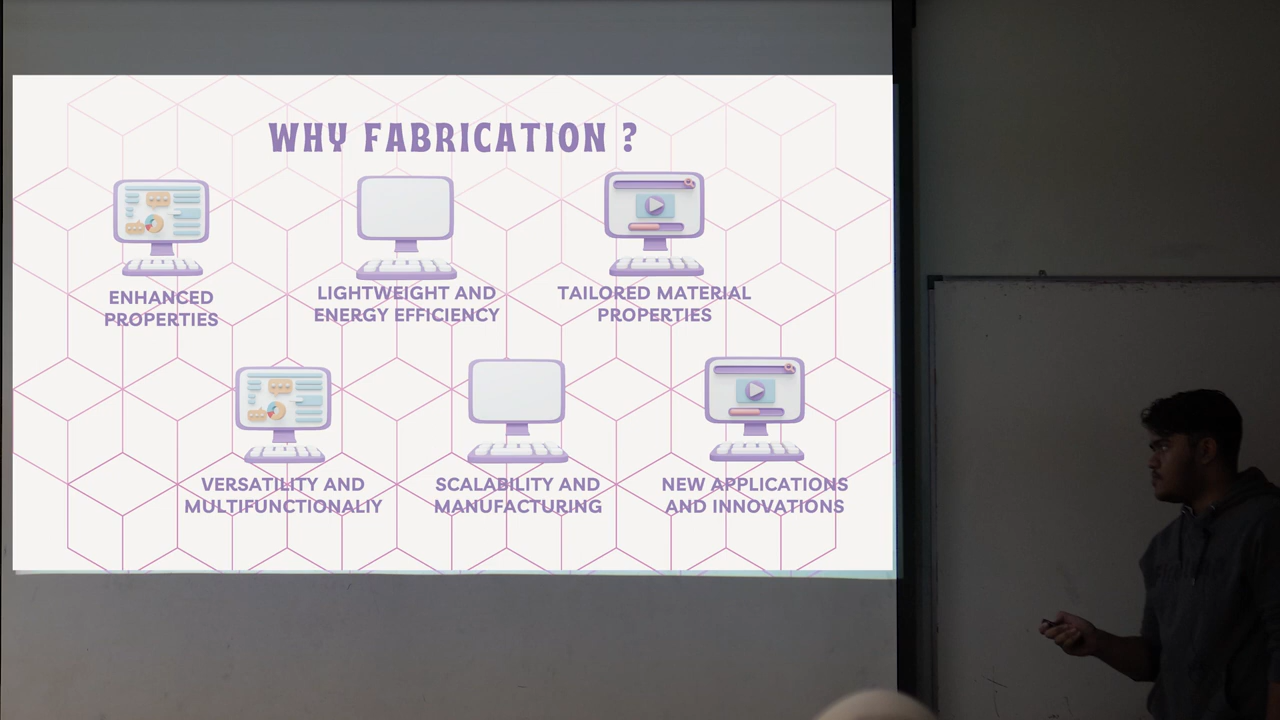 WHY FABRICATION ?
ENHANCED
PROPERTIES
LIGHTWEIGHT AND
ENERGY EFFICIENCY
TAILORED MATERIAL
PROPERTIES
VERSATILITY AND
MULTIFUNCTIONALIY
SCALABILITY AND
MANUFACTURING
NEW APPLICATIONS
AND INNOVATIONS